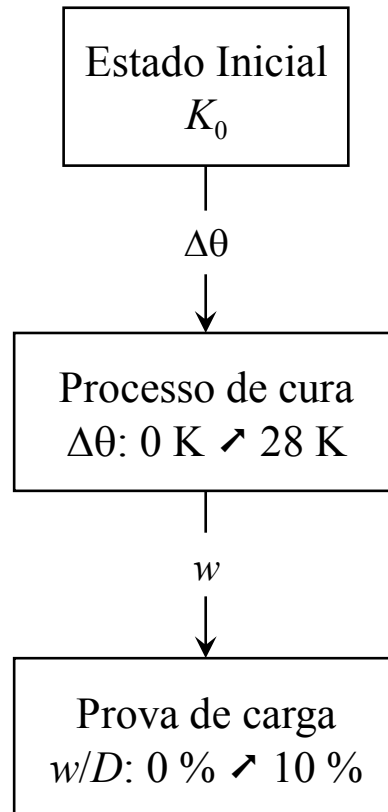 Estado Inicial
K₀
Δθ
Processo de cura
Δθ: 0 K ➚ 28 K
w
Prova de carga
w/D: 0 % ➚ 10 %